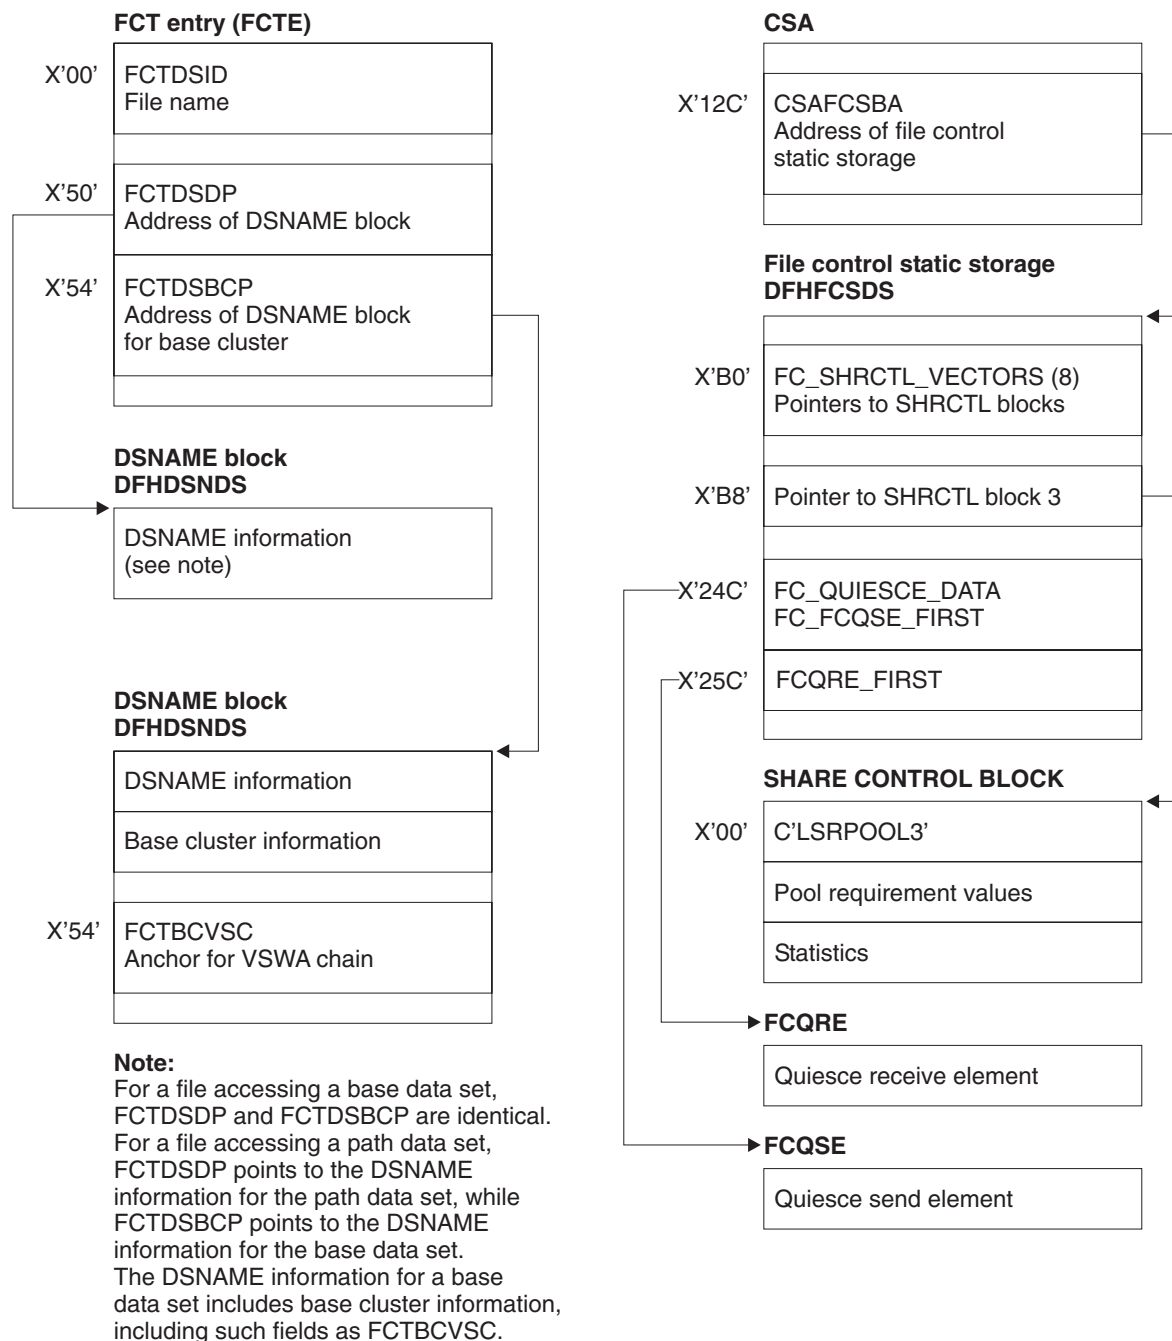 FCT entry (FCTE)
X'00'
FCTDSID
File name
X'50'
FCTDSDP
Address of DSNAME block
X'54'
FCTDSBCP
Address of DSNAME block
for base cluster
DSNAME block
DFHDSNDS
DSNAME information
(see note)
DSNAME block
DFHDSNDS
DSNAME information
Base cluster information
X'54'
FCTBCVSC
Anchor for VSWA chain
Note:
For a file accessing a base data set,
FCTDSDP and FCTDSBCP are identical.
For a file accessing a path data set,
FCTDSDP points to the DSNAME
information for the path data set, while
FCTDSBCP points to the DSNAME
information for the base data set.
The DSNAME information for a base
data set includes base cluster information,
including such fields as FCTBCVSC.
CSA
X'12C'
CSAFCSBA
Address of file control
static storage
File control static storage
DFHFCSDS
X'B0'
FC_SHRCTL_VECTORS (8)
Pointers to SHRCTL blocks
X'B8'
Pointer to SHRCTL block 3
X'24C'
FC_QUIESCE_DATA
FC_FCQSE_FIRST
X'25C'
FCQRE_FIRST
SHARE CONTROL BLOCK
X'00'
C'LSRPOOL3'
Pool requirement values
Statistics
FCQRE
Quiesce receive element
FCQSE
Quiesce send element